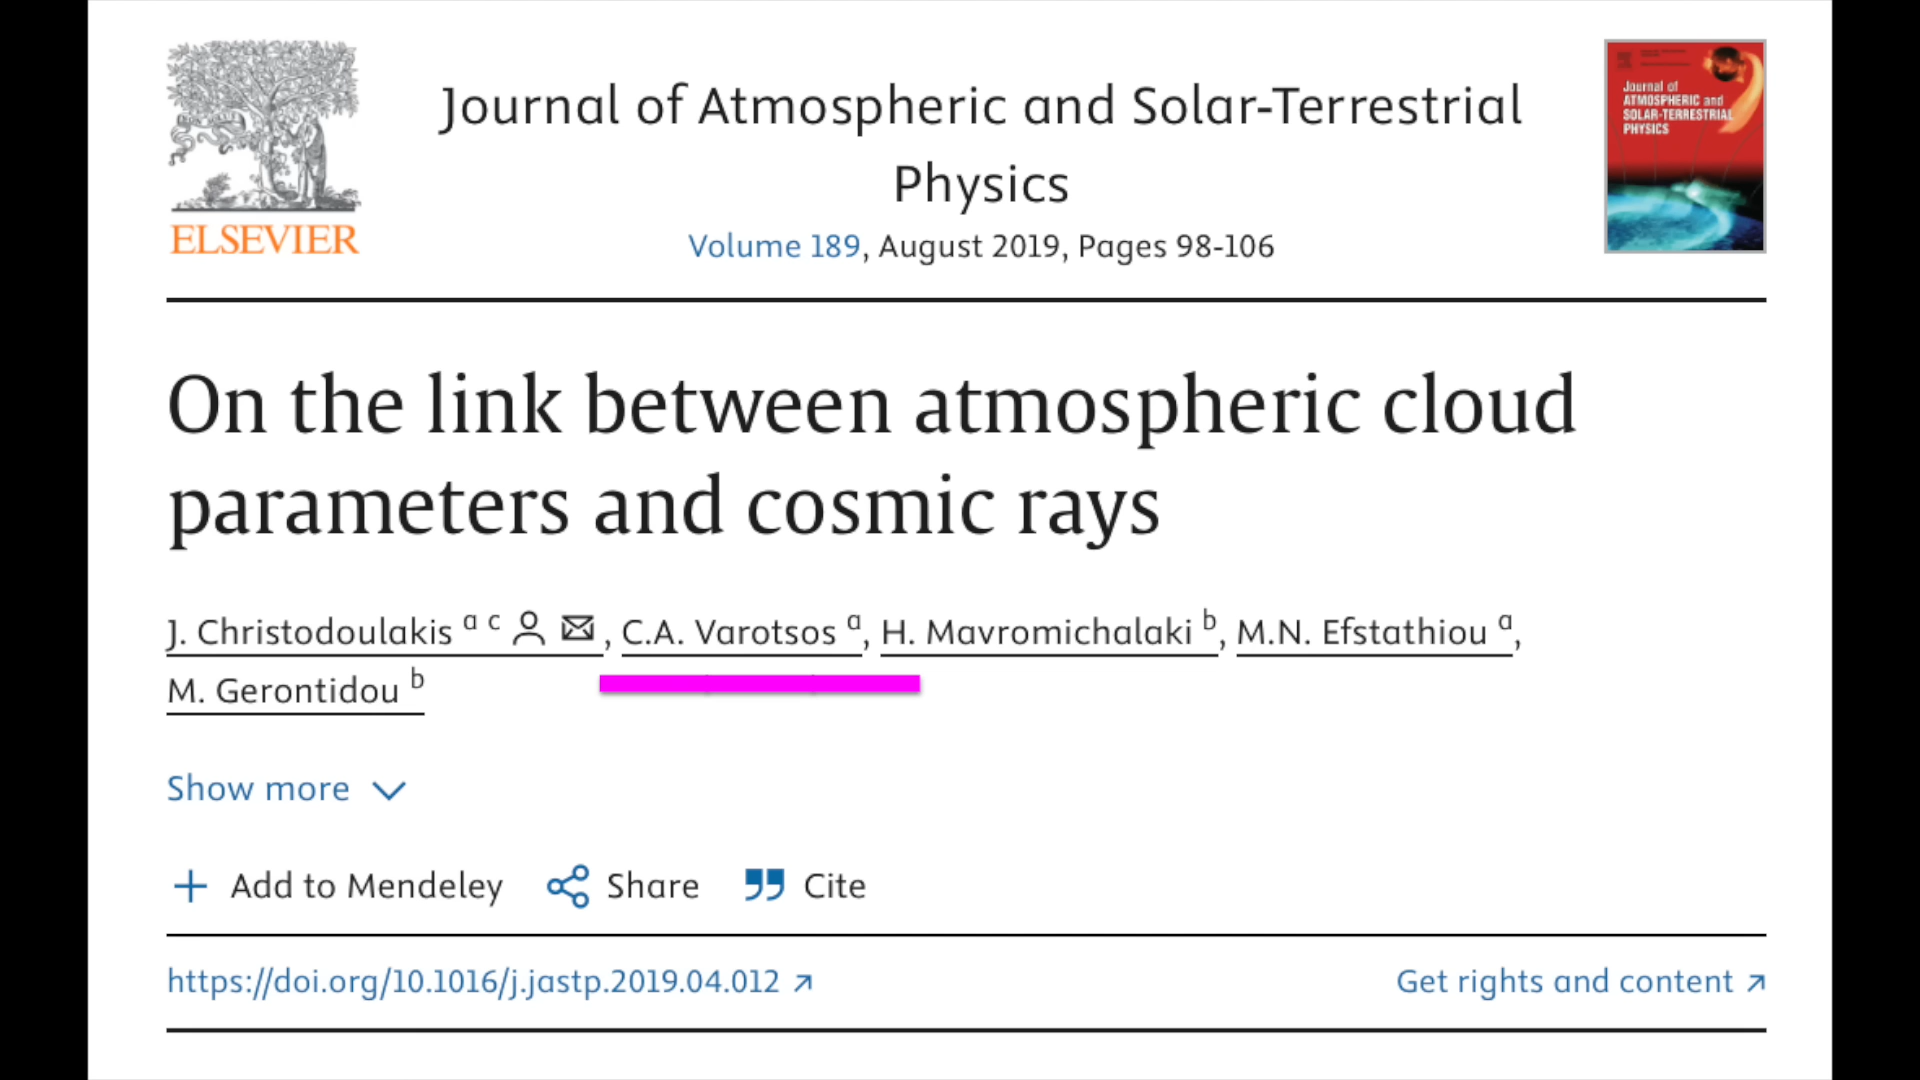 ELSEVIER
Journal of Atmospheric and Solar-Terrestrial
Physics
Volume 189, August 2019, Pages 98-106
Journal of
ATMOSPHERIC and
SOLAR-TERRESTRIAL
PHYSICS
On the link between atmospheric cloud
parameters and cosmic rays
J. Christodoulakis a c, C.A. Varotsos a, H. Mavromichalaki b, M.N. Efstathiou a,
M. Gerontidou b
Show more
Add to Mendeley Share Cite
https://doi.org/10.1016/j.jastp.2019.04.012 Get rights and content